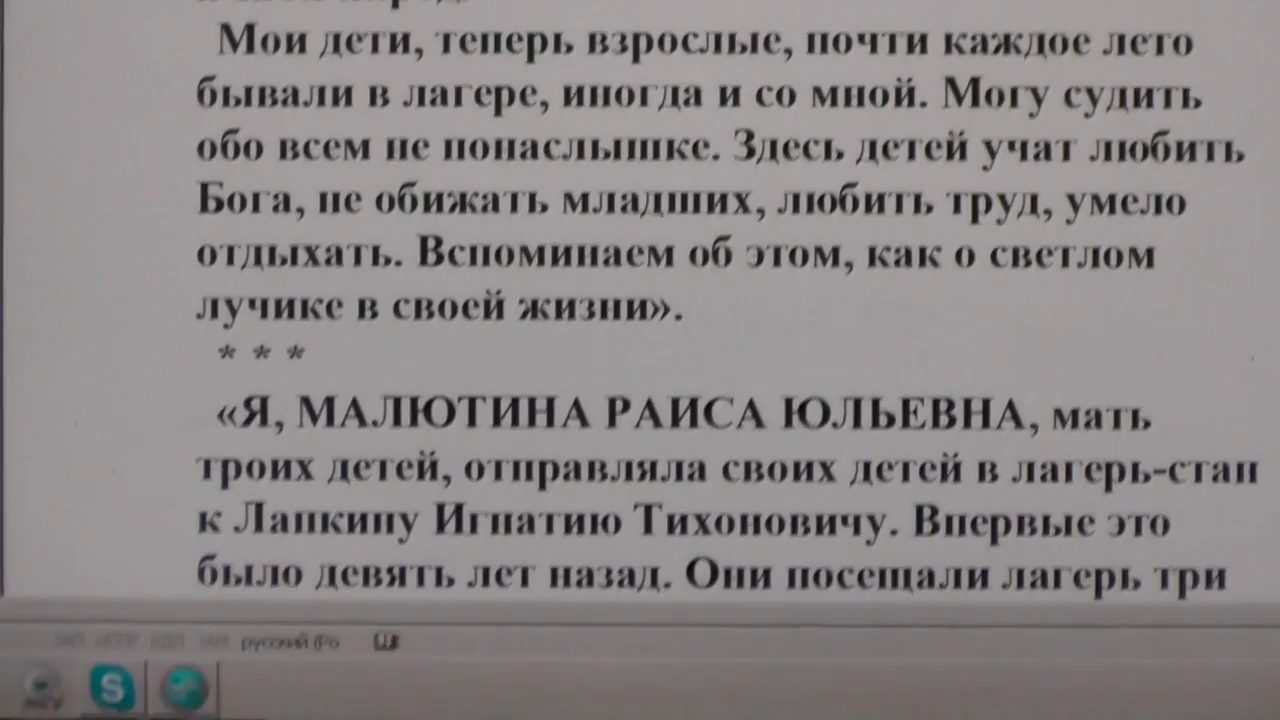 Мои дети, теперь взрослые, почти каждое лето
бывали в лагере, иногда и со мной. Могу судить
обо всем не понаслышке. Здесь детей учат любить
Бога, не обижать младших, любить труд, умело
отдыхать. Вспоминаем об этом, как о светлом
лучике в своей жизни».
* * *
«Я, МАЛЮТИНА РАИСА ЮЛЬЕВНА, мать
троих детей, отправляла своих детей в лагерь-стан
к Лапкину Игнатию Тихоновичу. Впервые это
было девять лет назад. Они посещали лагерь три
русский (Ро
S